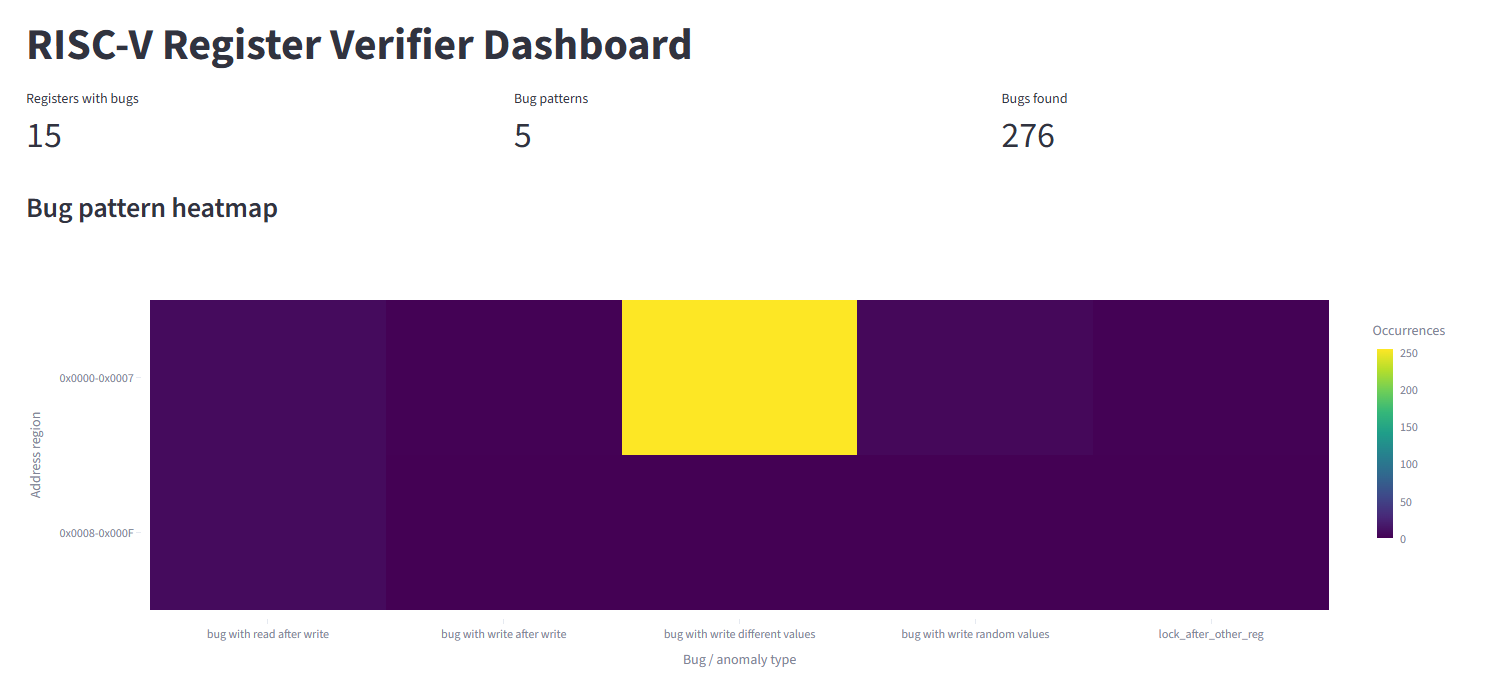 RISC-V Register Verifier Dashboard
Registers with bugs
15
Bug patterns
5
Bugs found
276
Bug pattern heatmap
Address region
0x0000-0x0007
0x0008-0x000F
bug with read after write
bug with write after write
bug with write different values
bug with write random values
lock_after_other_reg
Bug / anomaly type
Occurrences
250
200
150
100
50
0